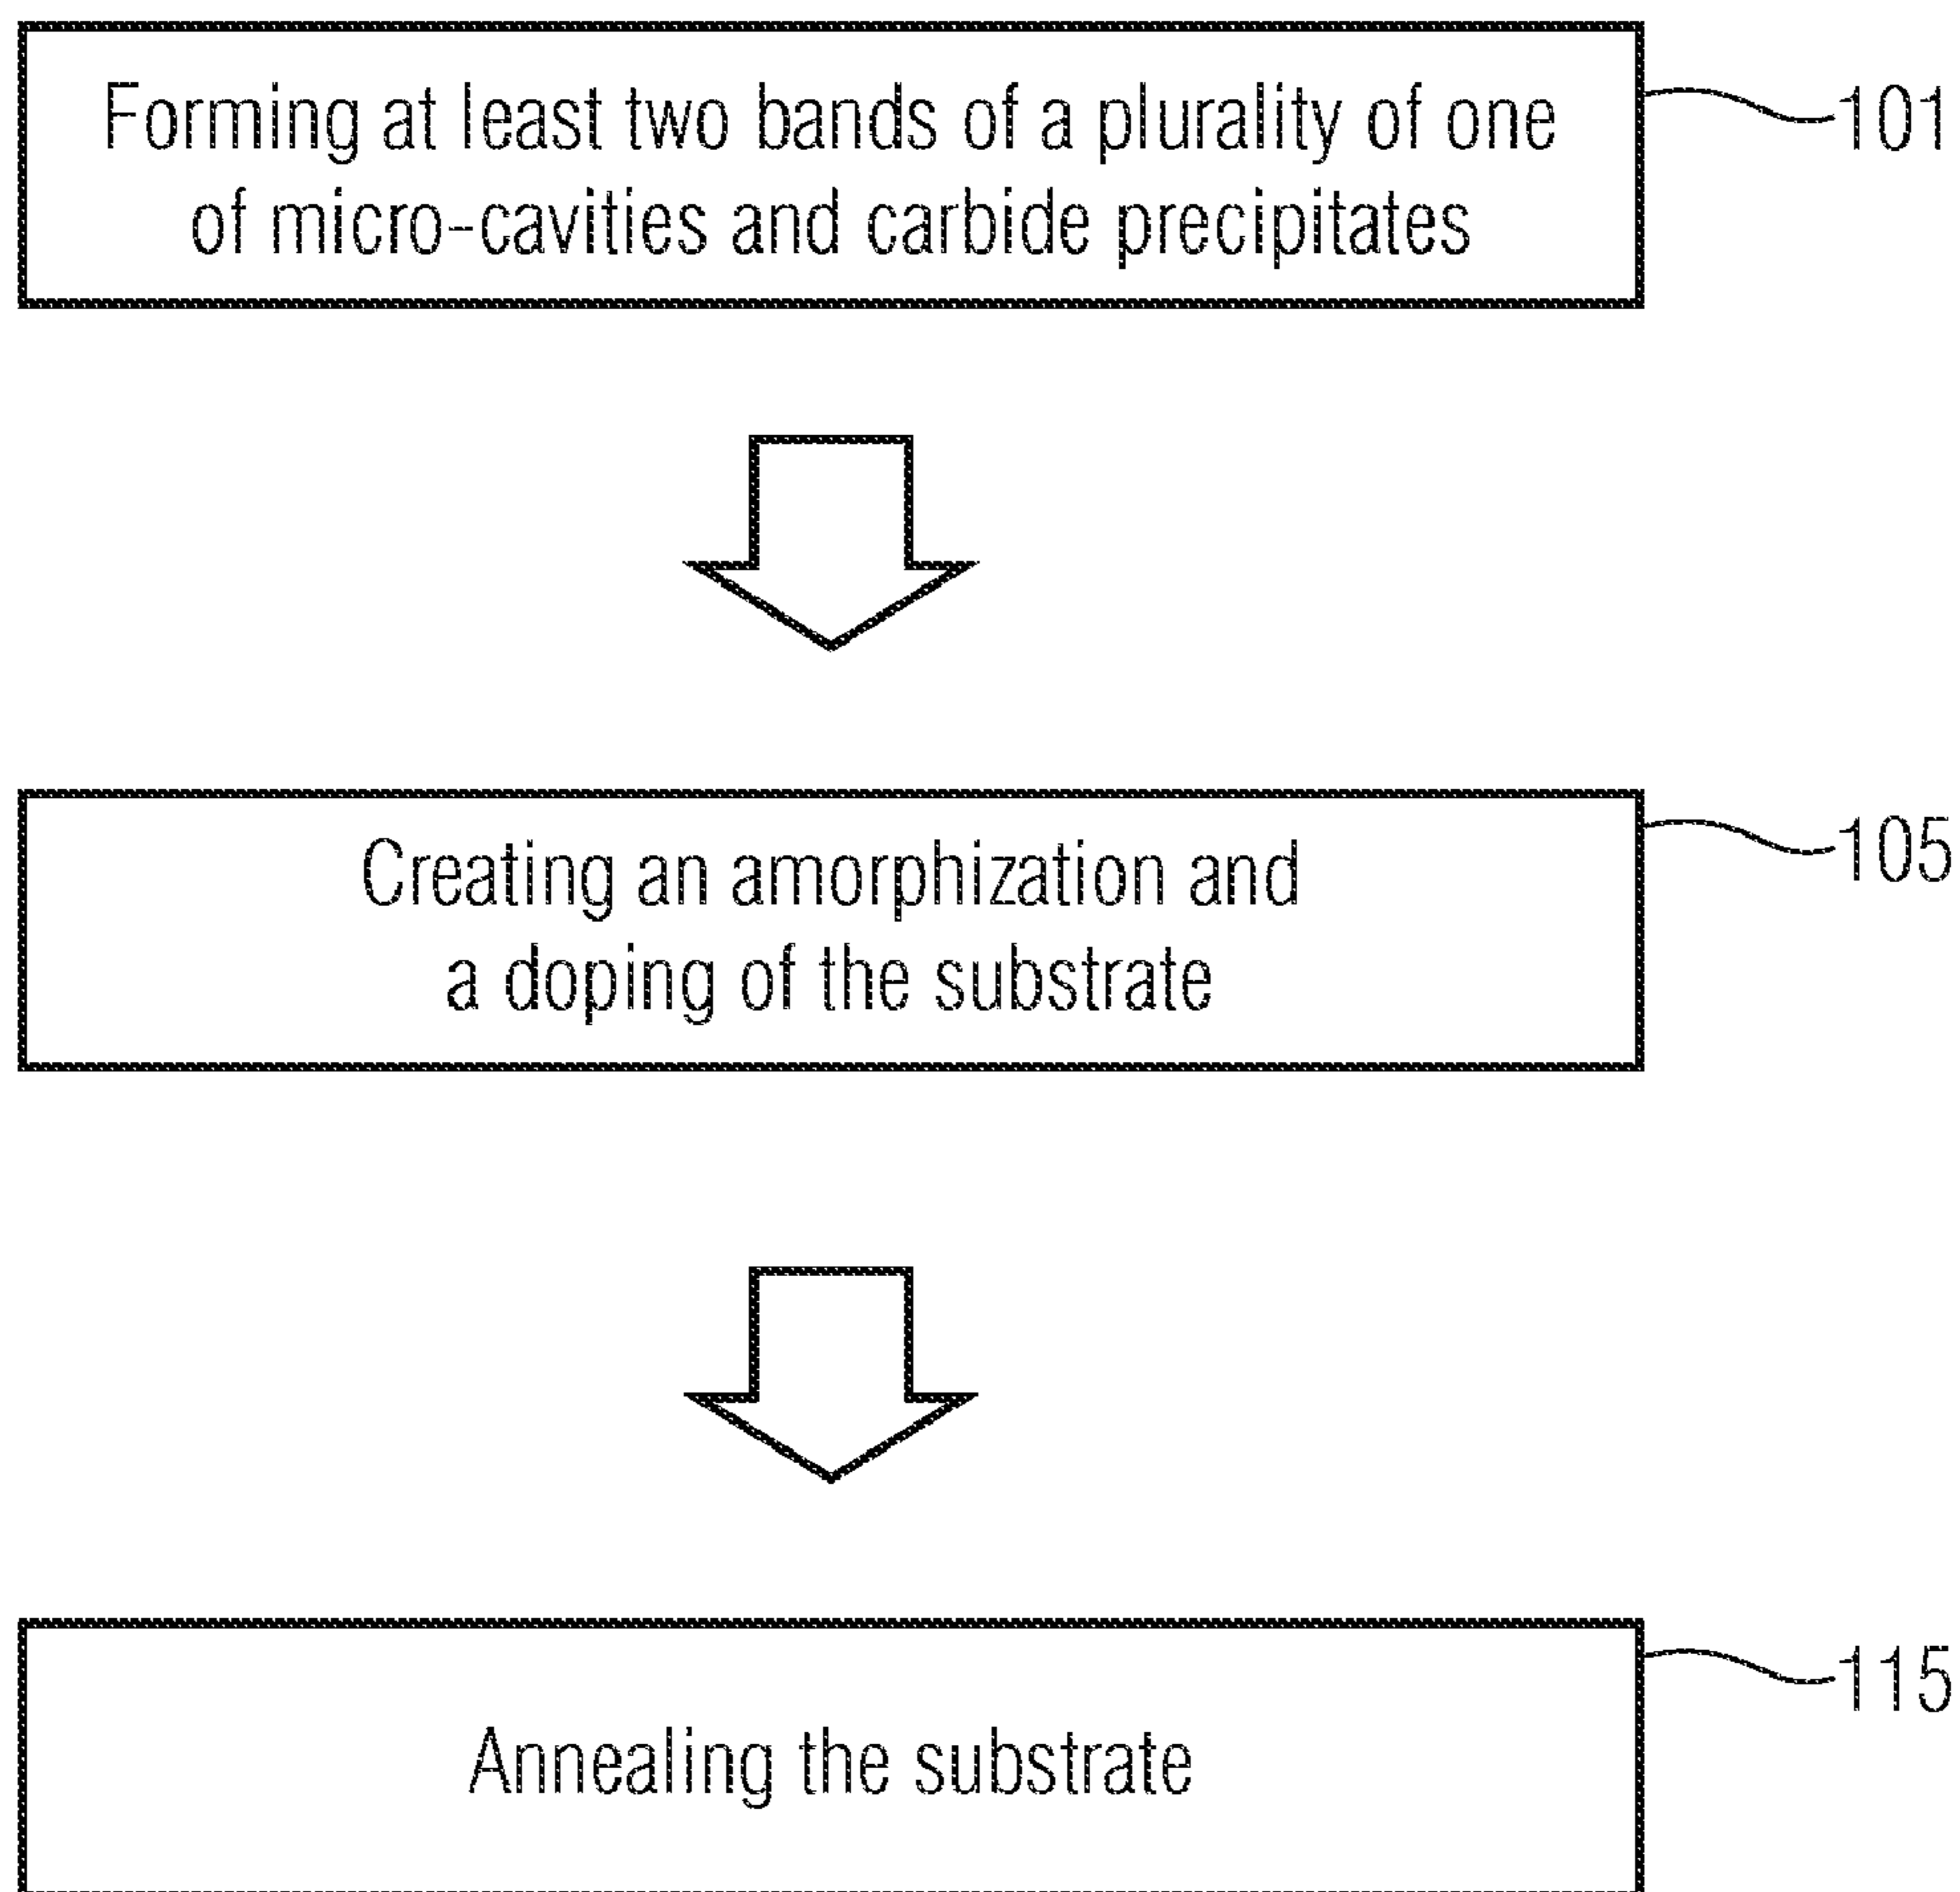 Forming at least two bands of a plurality of one
of micro-cavities and carbide precipitates
101
Creating an amorphization and
a doping of the substrate
105
Annealing the substrate
115